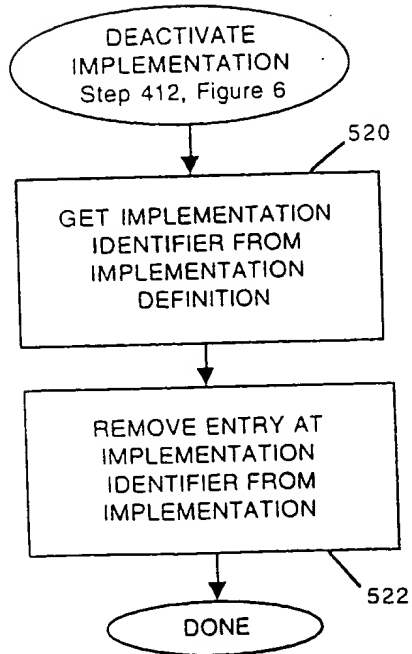 DEACTIVATE
IMPLEMENTATION
Step 412, Figure 6
520
GET IMPLEMENTATION
IDENTIFIER FROM
IMPLEMENTATION
DEFINITION
REMOVE ENTRY AT
IMPLEMENTATION
IDENTIFIER FROM
IMPLEMENTATION
522
DONE